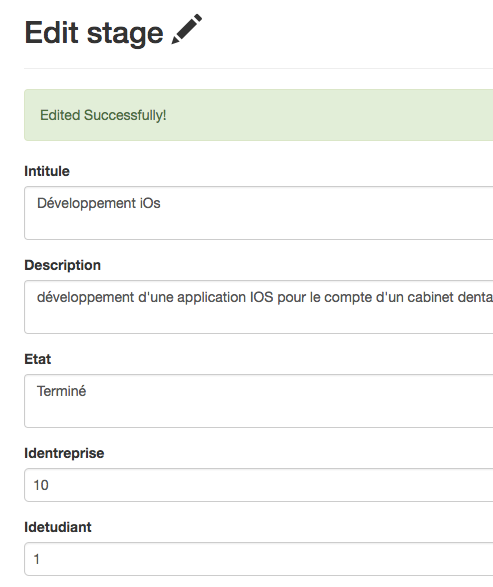 Edit stage
Edited Successfully!
Intitule
Développement iOs
Description
développement d'une application IOS pour le compte d'un cabinet denta
Etat
Terminé
Identreprise
10
Idetudiant
1